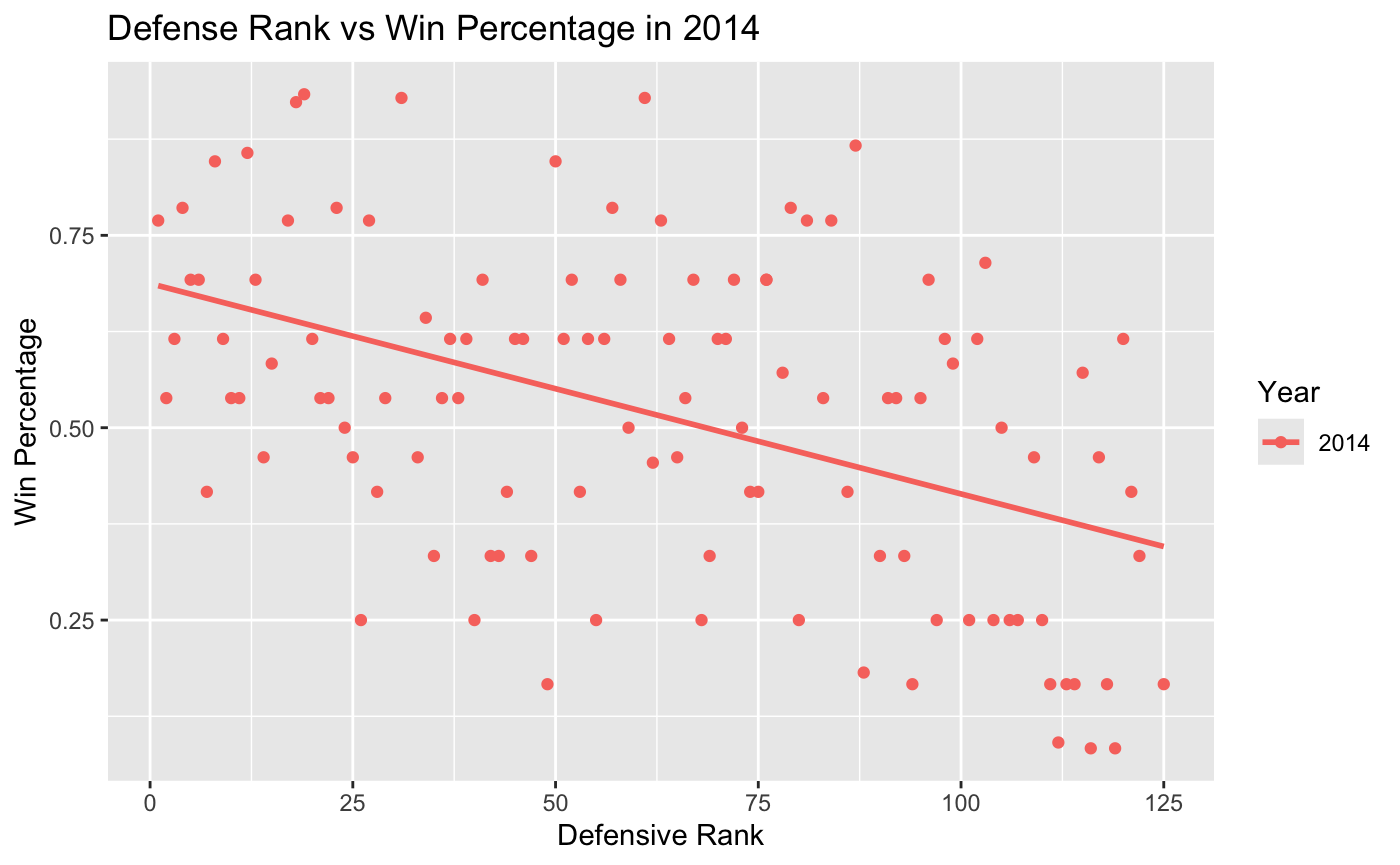 Defense Rank vs Win Percentage in 2014
Win Percentage
0.75
0.50
0.25
0 25 50 75 100 125
Defensive Rank
Year
2014